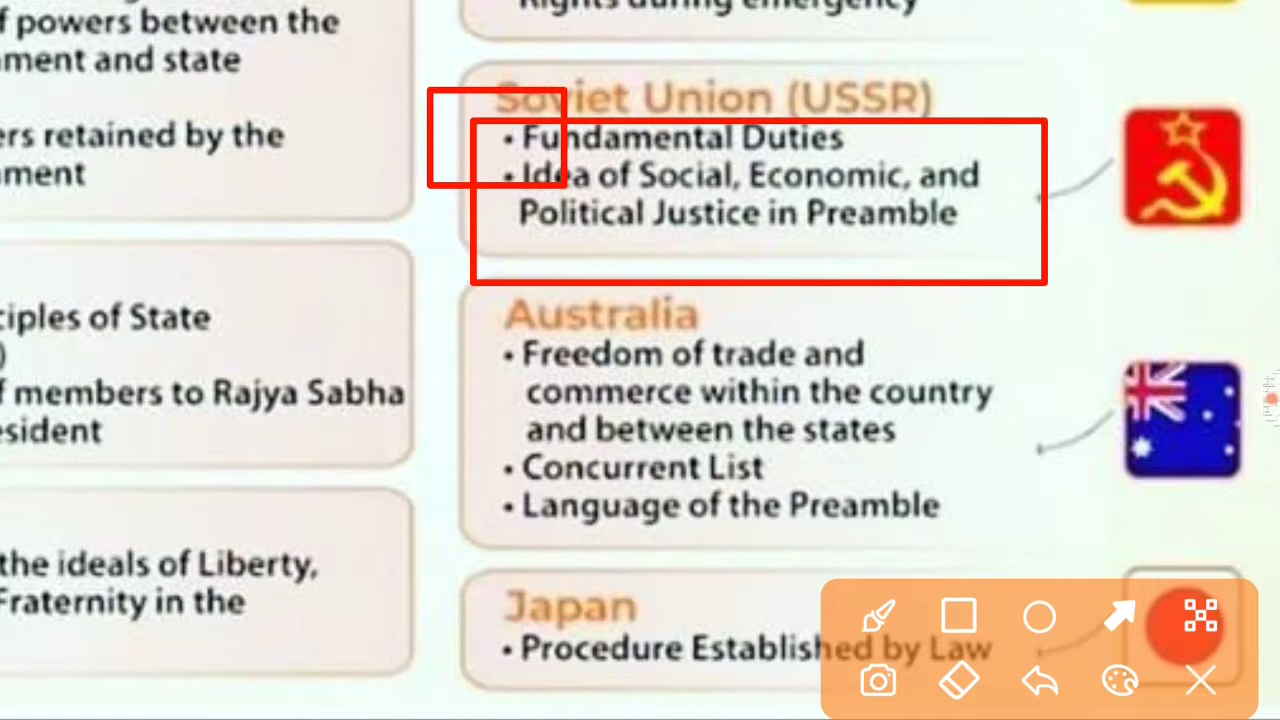 f powers between the
ment and state
ers retained by the
ment
ciples of State
)
f members to Rajya Sabha
esident
the ideals of Liberty,
Fraternity in the
Rights during emergency
Soviet Union (USSR)
• Fundamental Duties
• Idea of Social, Economic, and
Political Justice in Preamble
Australia
• Freedom of trade and
commerce within the country
and between the states
• Concurrent List
• Language of the Preamble
Japan
• Procedure Established by Law